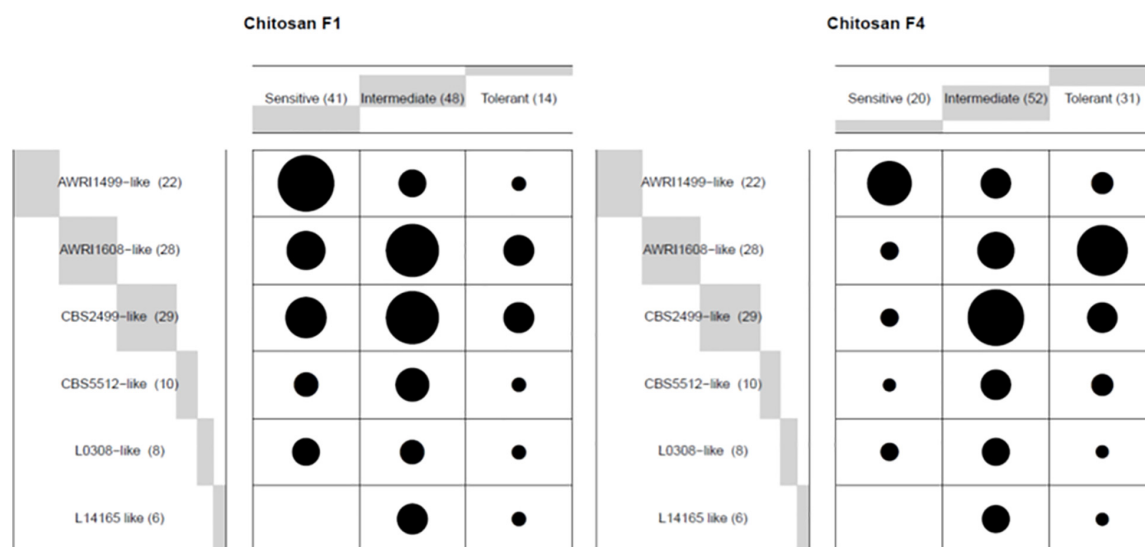 Chitosan F1
Chitosan F4
Sensitive (41) Intermediate (48) Tolerant (14)
Sensitive (20) Intermediate (52) Tolerant (31)
AWRI1499−like (22)
AWRI1499−like (22)
AWRI1608−like (28)
AWRI1608−like (28)
CBS2499−like (29)
CBS2499−like (29)
CBS5512−like (10)
CBS5512−like (10)
L0308−like (8)
L0308−like (8)
L14165 like (6)
L14165 like (6)